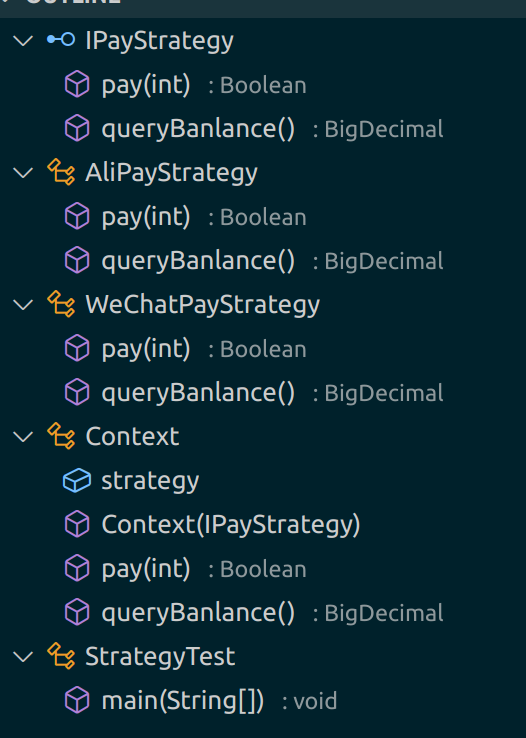 OUTLINE
IPayStrategy
pay(int) : Boolean
queryBanlance() : BigDecimal
AliPayStrategy
pay(int) : Boolean
queryBanlance() : BigDecimal
WeChatPayStrategy
pay(int) : Boolean
queryBanlance() : BigDecimal
Context
strategy
Context(IPayStrategy)
pay(int) : Boolean
queryBanlance() : BigDecimal
StrategyTest
main(String[]) : void